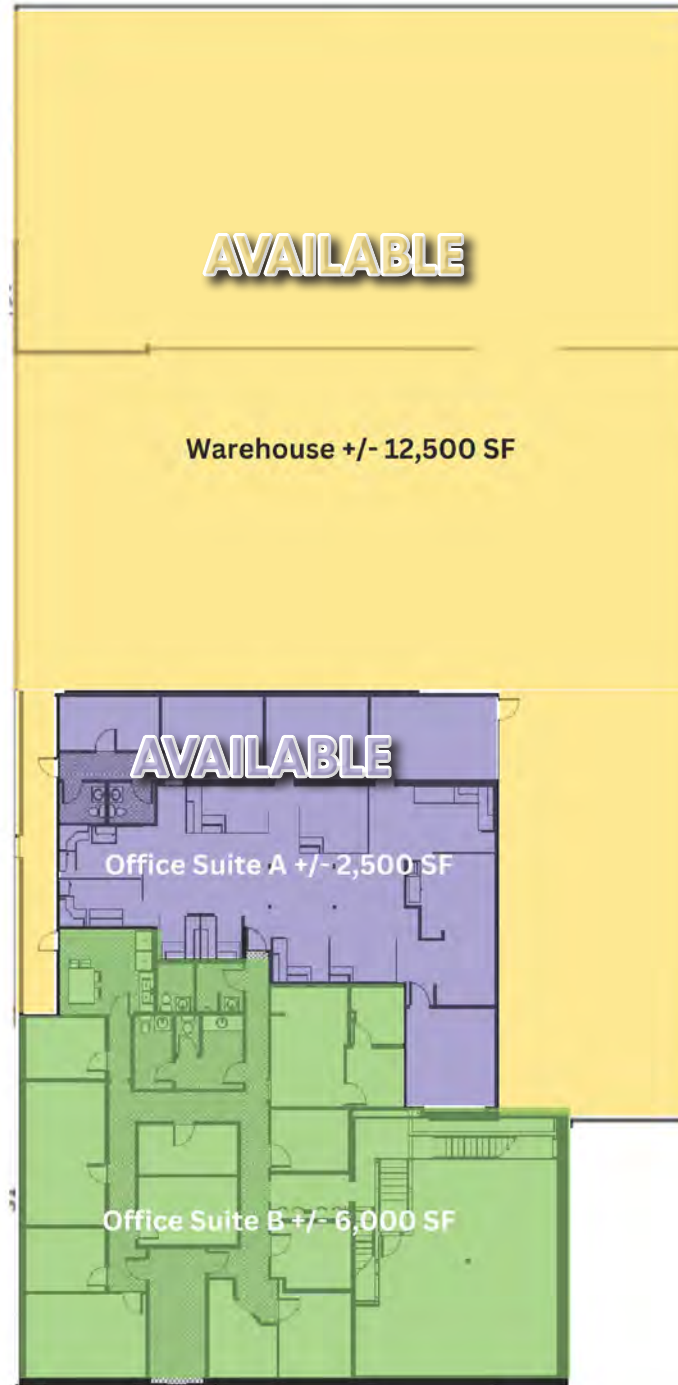 AVAILABLE
Warehouse +/- 12,500 SF
AVAILABLE
Office Suite A +/- 2,500 SF
Office Suite B +/- 6,000 SF